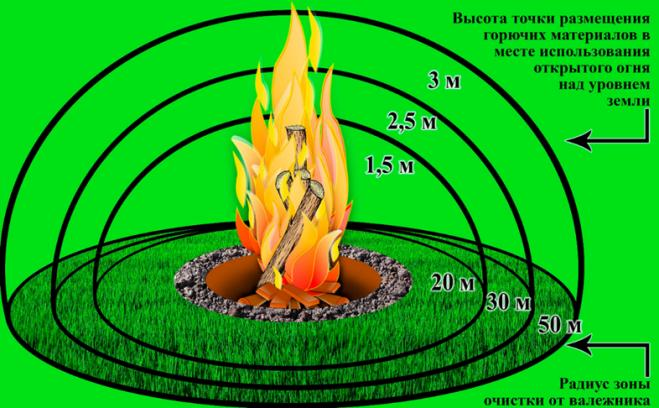 Высота точки размещения
горючих материалов в
месте использования
открытого огня
над уровнем
земли
3 м
2,5 м
1,5 м
20 м
30 м
50 м
Радиус зоны
очистки от валежника